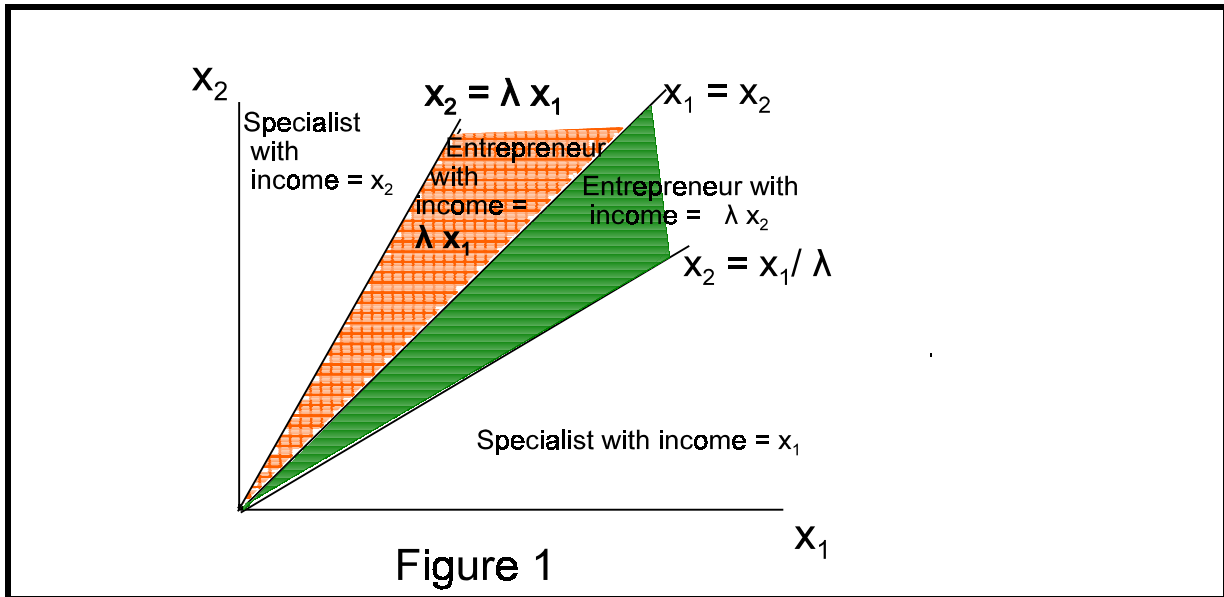 x₂
x₂ = λ x₁
x₁ = x₂
Specialist
with
income = x₂
Entrepreneur
with
income =
λ x₁
Entrepreneur with
income = λ x₂
x₂ = x₁/ λ
Specialist with income = x₁
x₁
Figure 1